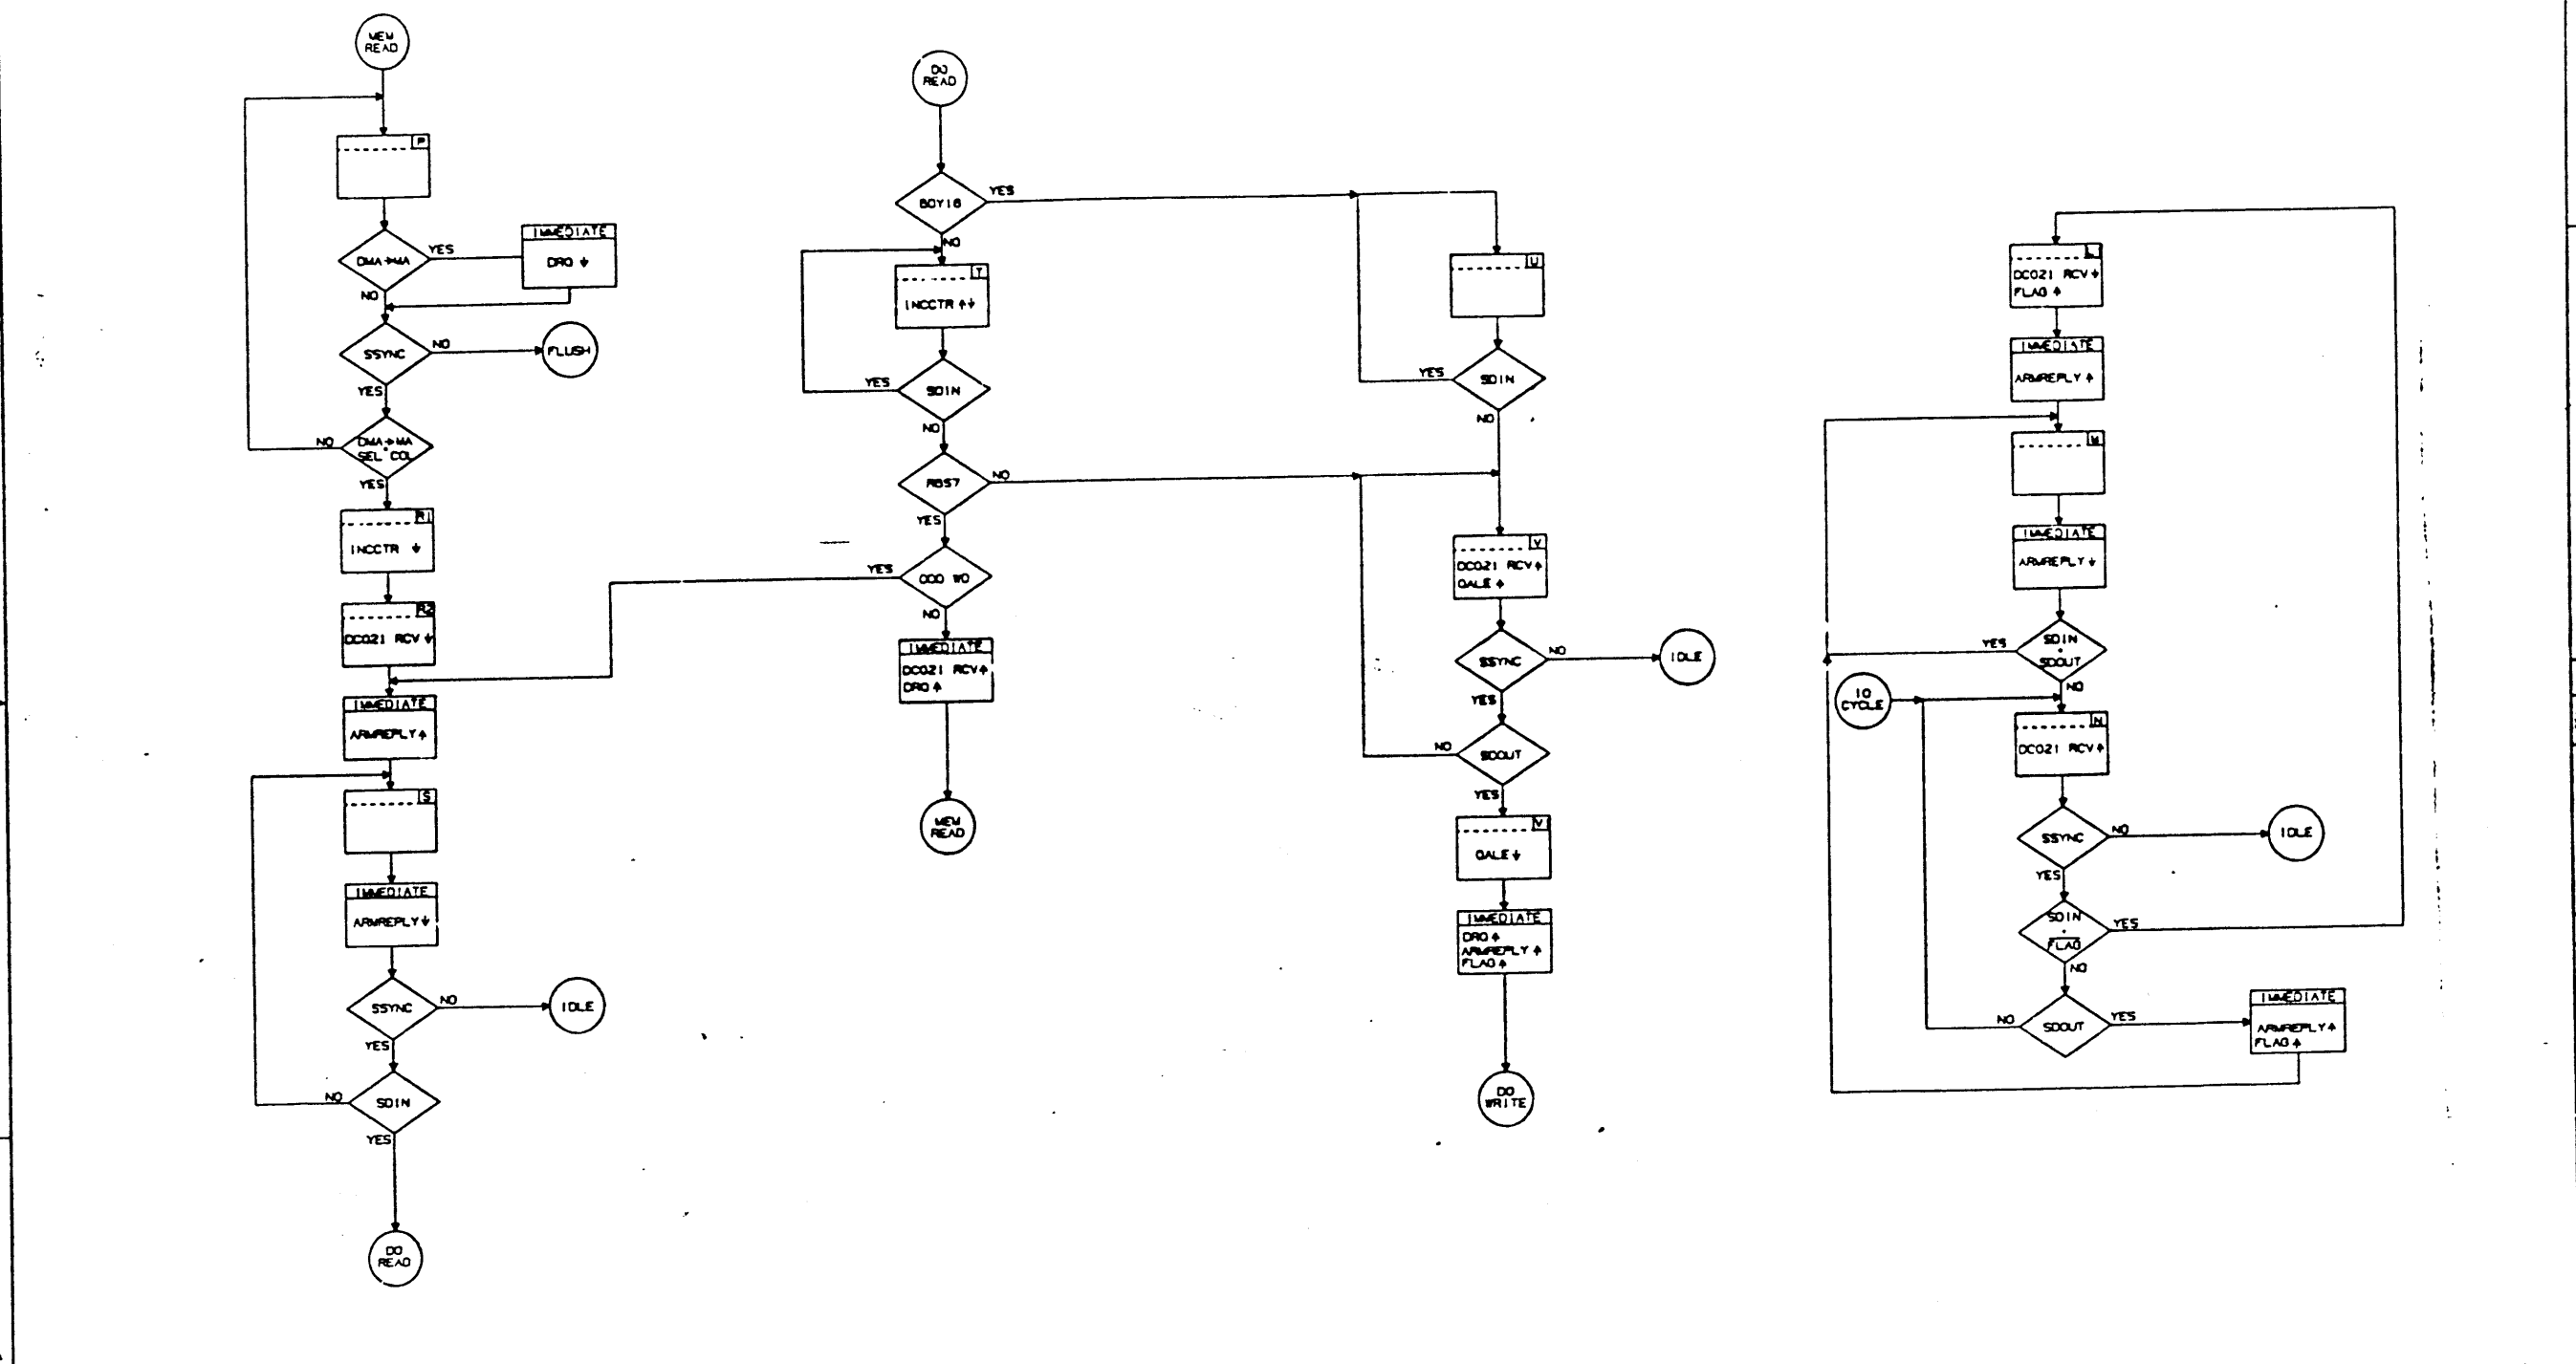 MEM
READ
P
DMA→MA
YES
IMMEDIATE
DRQ ↓
NO
SSYNC
NO
FLUSH
YES
DMA→MA
SEL COL
NO
YES
R1
INCCTR ↓
R2
DC021 RCV ↓
IMMEDIATE
ARMREPLY ↑
S
IMMEDIATE
ARMREPLY ↓
SSYNC
NO
IDLE
YES
SDIN
NO
YES
DO
READ
DO
READ
YES
NO
T
INCCTR ↑↓
SDIN
YES
NO
RBS7
NO
YES
ODD WD
YES
NO
IMMEDIATE
DC021 RCV ↑
DRQ ↑
MEM
READ
U
SDIN
YES
NO
V
DC021 RCV ↑
QALE ↑
SSYNC
NO
IDLE
YES
SDOUT
NO
YES
QALE ↓
IMMEDIATE
DRQ ↑
ARMREPLY ↑
FLAG ↑
DO
WRITE
L
DC021 RCV ↓
FLAG ↑
IMMEDIATE
ARMREPLY ↑
M
IMMEDIATE
ARMREPLY ↓
SDIN
SDOUT
YES
NO
IO
CYCLE
N
DC021 RCV ↑
SSYNC
NO
IDLE
YES
SDIN
FLAG
YES
NO
SDOUT
NO
YES
IMMEDIATE
ARMREPLY ↑
FLAG ↑